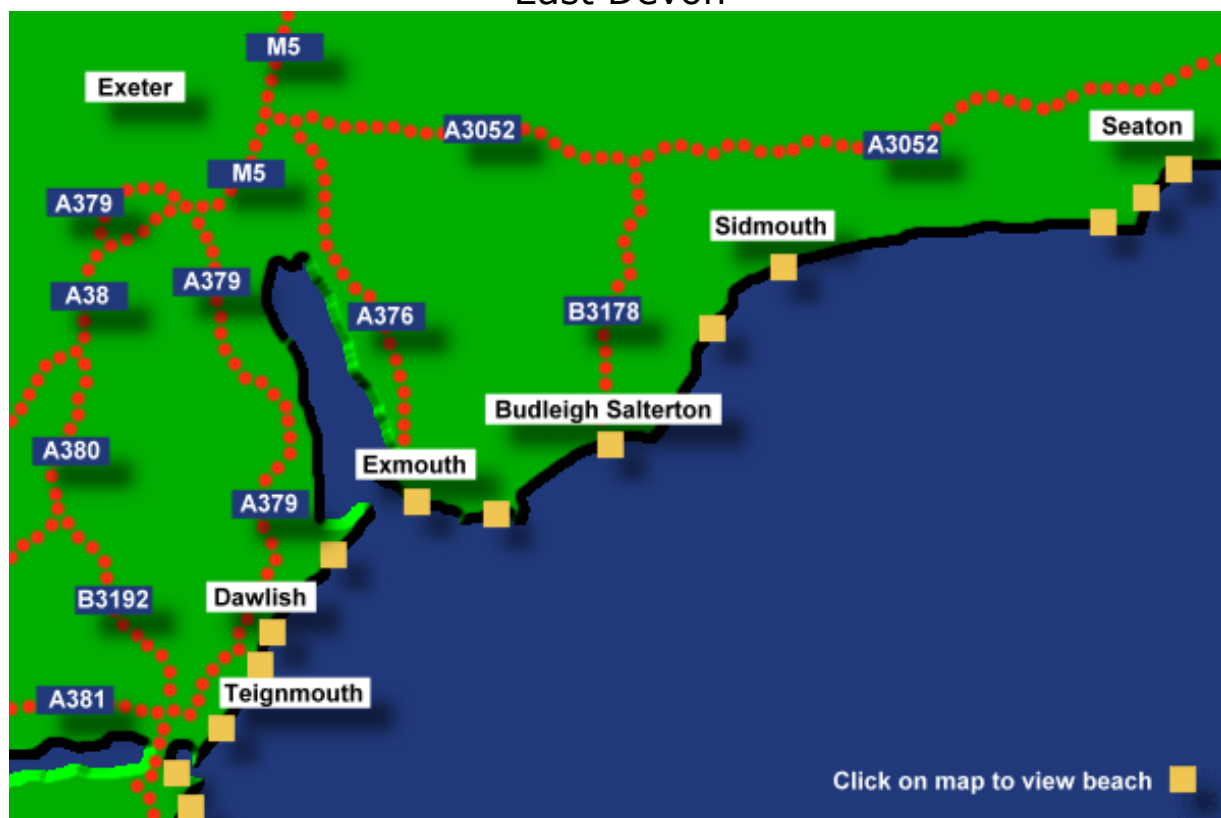 East Devon
M5
Exeter
A3052
Seaton
A3052
M5
A379
Sidmouth
A379
A38
B3178
A376
Budleigh Salterton
A380
Exmouth
A379
Dawlish
B3192
Teignmouth
A381
Click on map to view beach